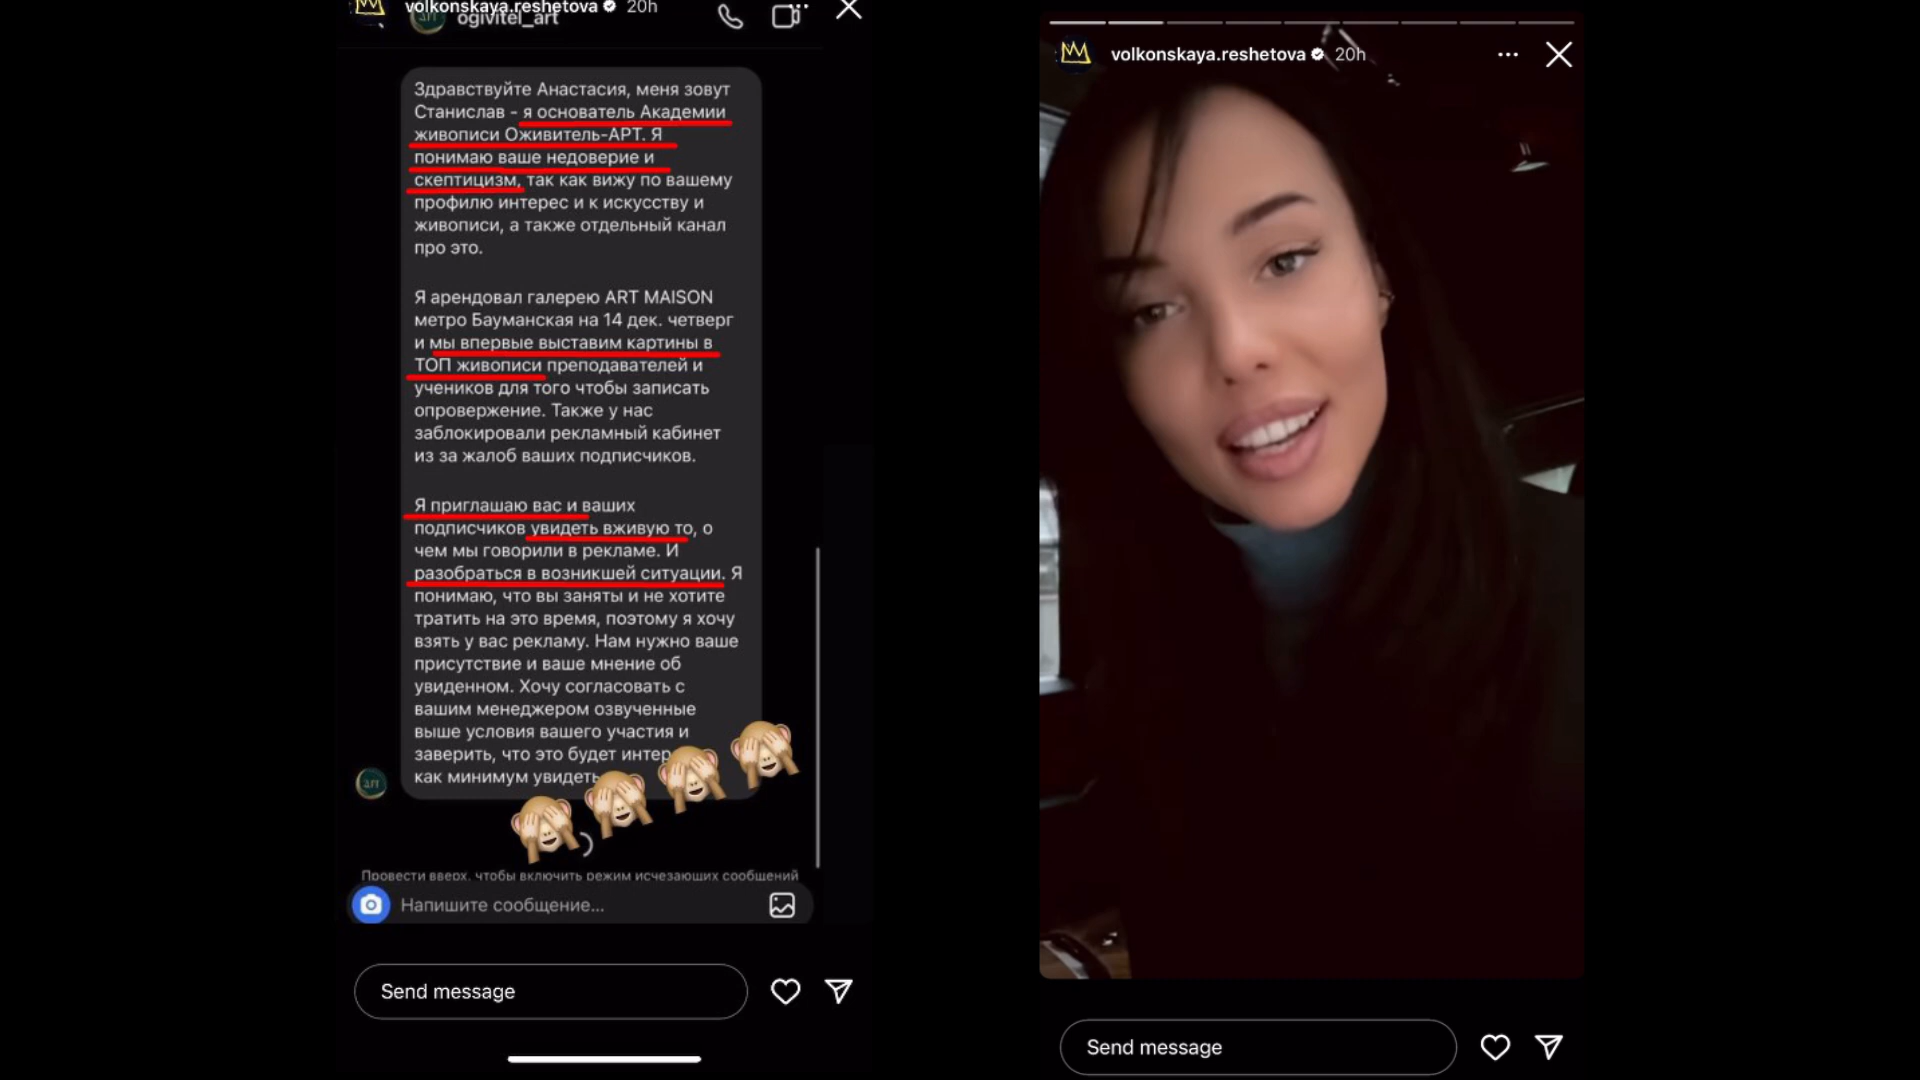 volkonskaya.reshetova 20h
ogivitel_art
Здравствуйте Анастасия, меня зовут
Станислав - я основатель Академии
живописи Оживитель-АРТ. Я
понимаю ваше недоверие и
скептицизм, так как вижу по вашему
профилю интерес и к искусству и
живописи, а также отдельный канал
про это.
Я арендовал галерею ART MAISON
метро Бауманская на 14 дек. четверг
и мы впервые выставим картины в
ТОП живописи преподавателей и
учеников для того чтобы записать
опровержение. Также у нас
заблокировали рекламный кабинет
из за жалоб ваших подписчиков.
Я приглашаю вас и ваших
подписчиков увидеть вживую то, о
чем мы говорили в рекламе. И
разобраться в возникшей ситуации. Я
понимаю, что вы заняты и не хотите
тратить на это время, поэтому я хочу
взять у вас рекламу. Нам нужно ваше
присутствие и ваше мнение об
увиденном. Хочу согласовать с
вашим менеджером озвученные
выше условия вашего участия и
заверить, что это будет интер
как минимум увидеть
art
Провести вверх, чтобы включить режим исчезающих сообщений
Напишите сообщение...
Send message
volkonskaya.reshetova 20h
Send message